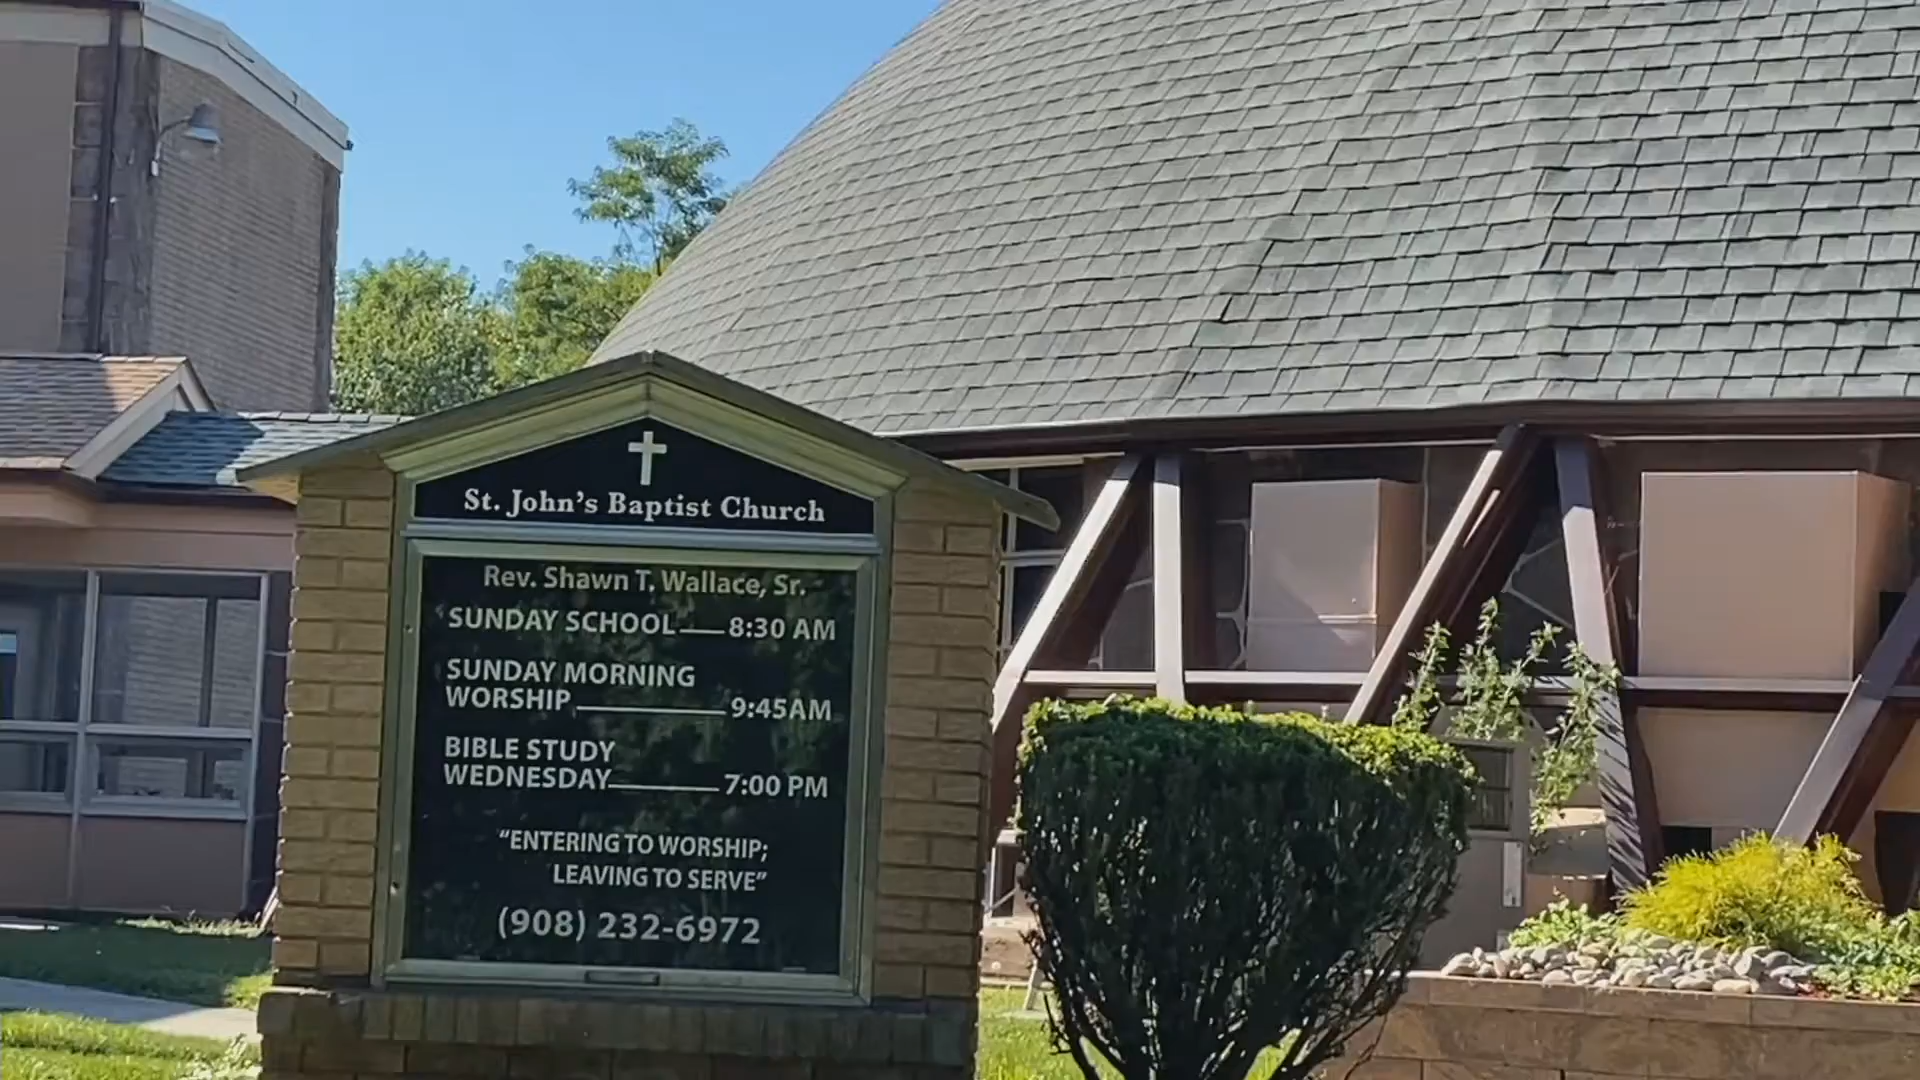 St. John's Baptist Church
Rev. Shawn T. Wallace, Sr.
SUNDAY SCHOOL — 8:30 AM
SUNDAY MORNING
WORSHIP — 9:45AM
BIBLE STUDY
WEDNESDAY — 7:00 PM
“ENTERING TO WORSHIP;
LEAVING TO SERVE”
(908) 232-6972